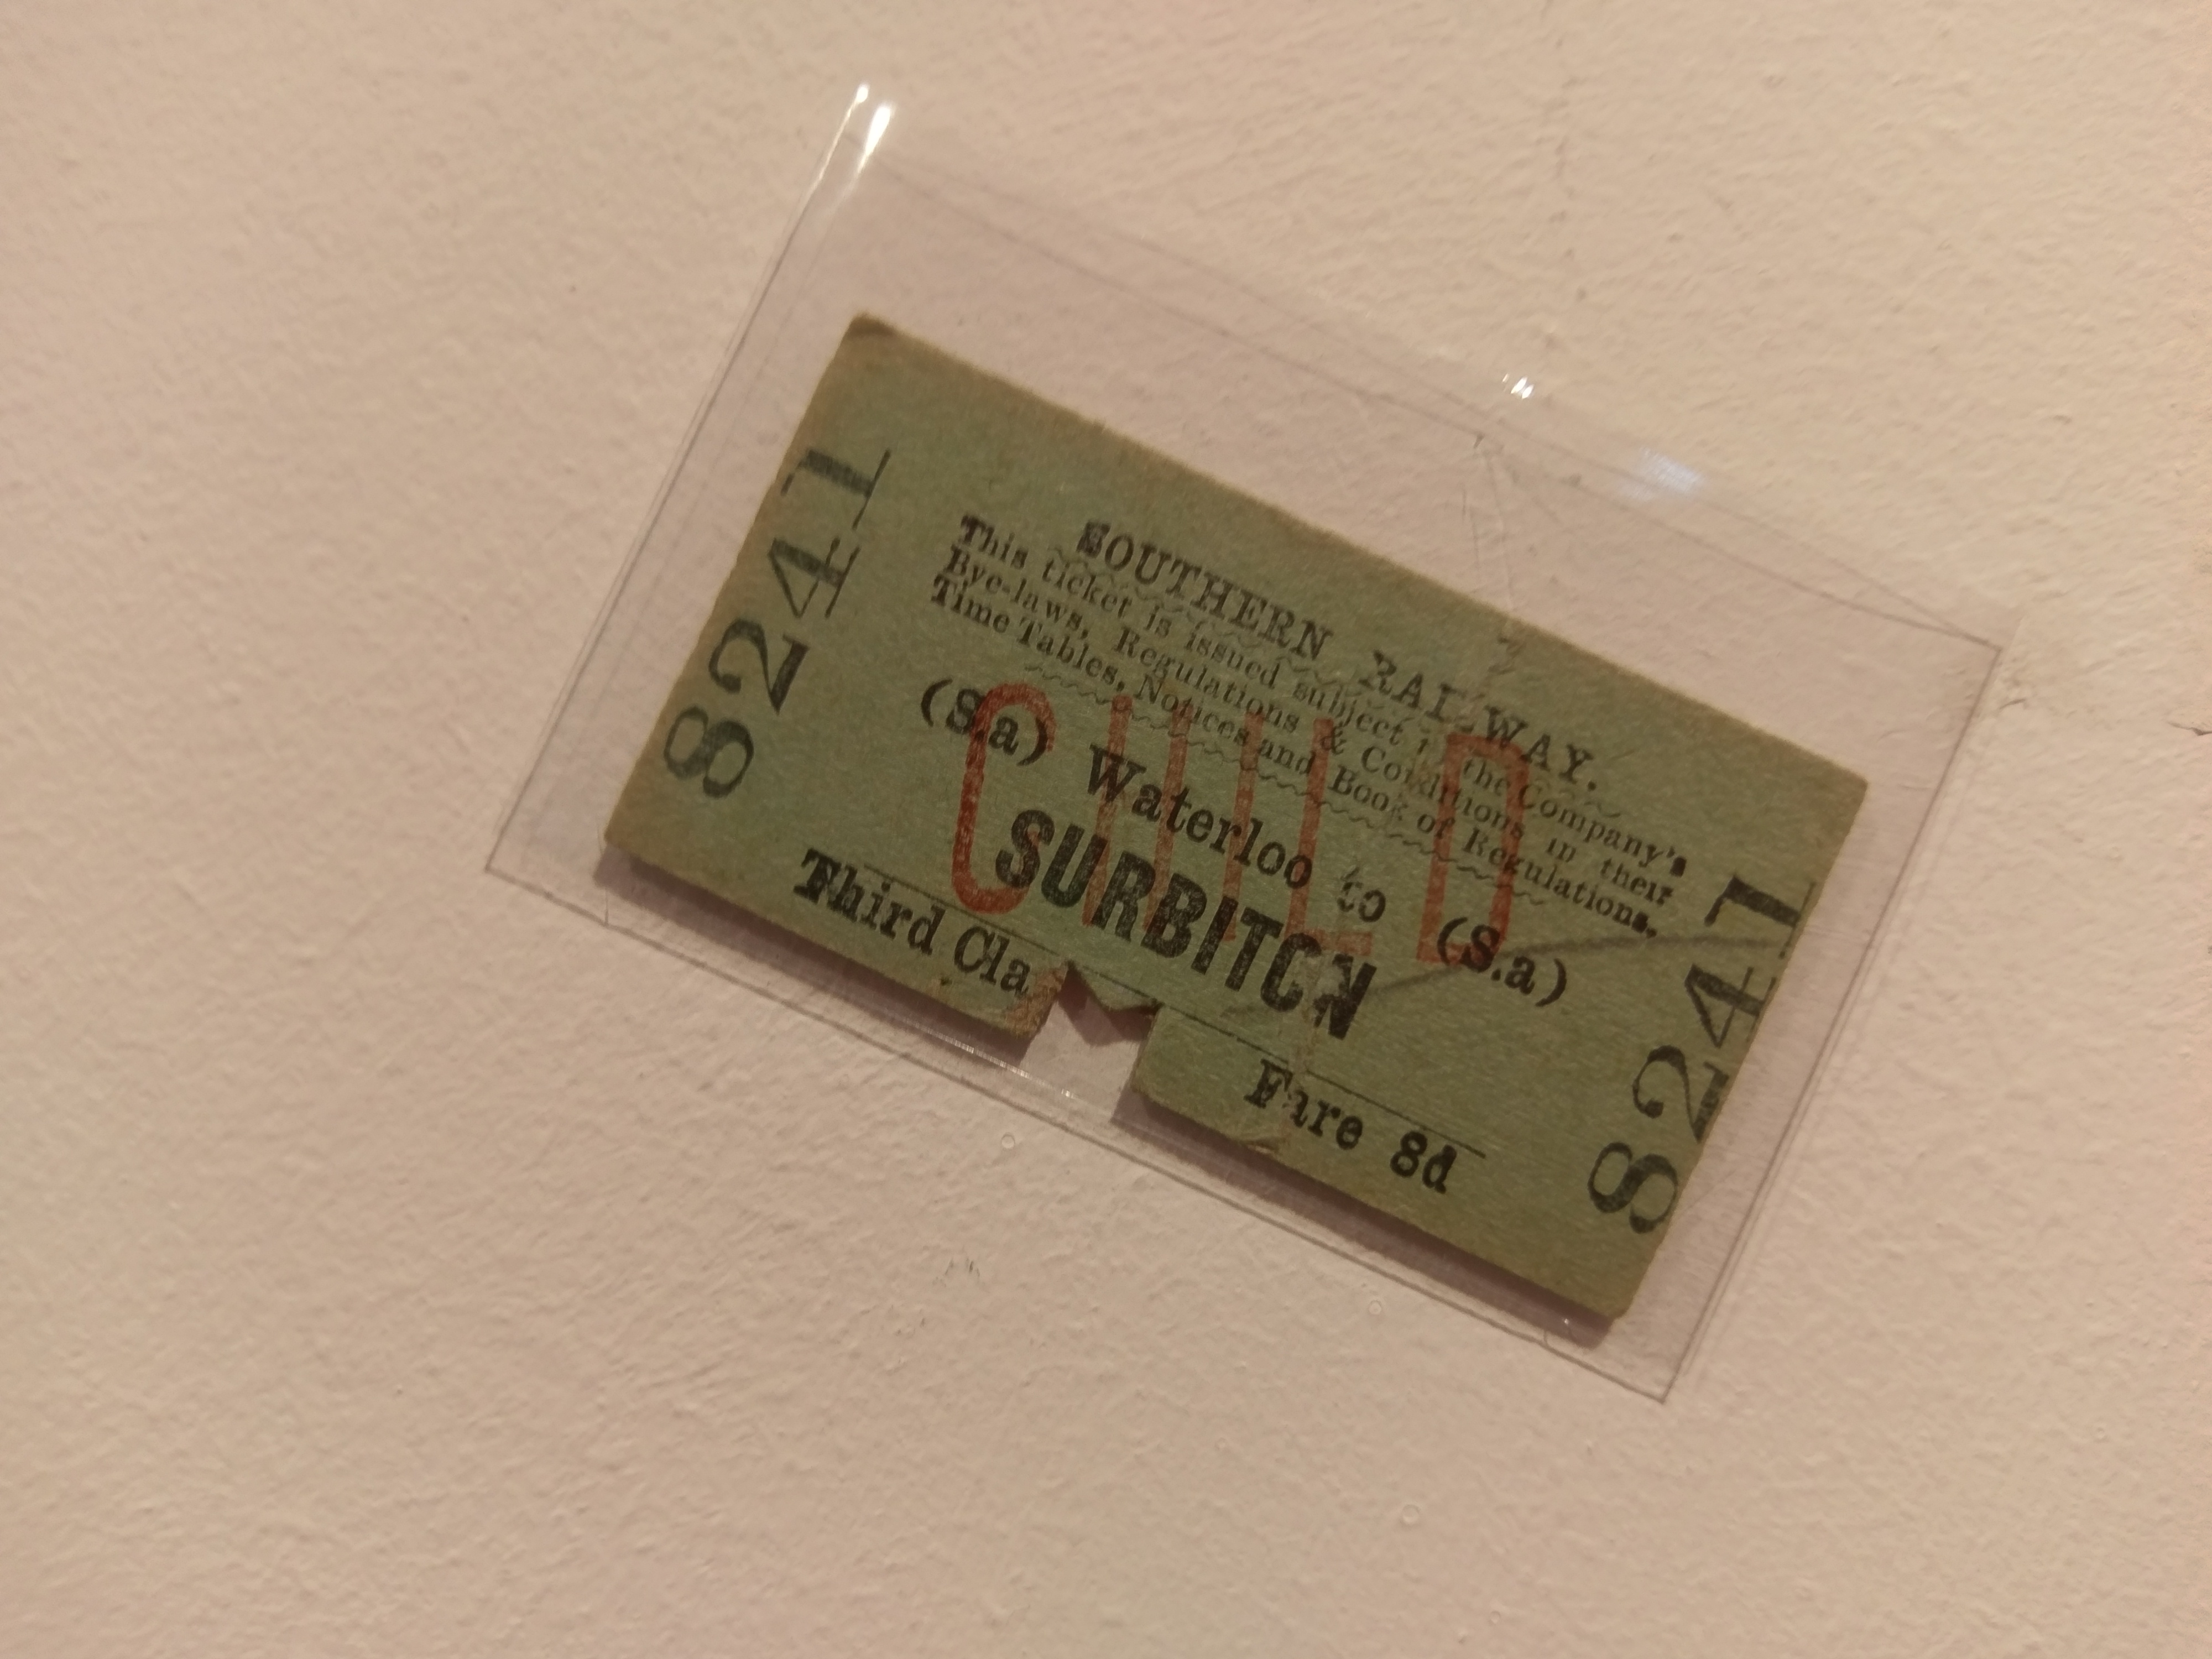 SOUTHERN RAILWAY.
This ticket is issued subject to the Company's
Bye-laws, Regulations & Conditions in their
Time Tables, Notices and Book of Regulations.
(S.a) Waterloo to (S.a)
SURBITON
CHILD
Third Cla
Fare 8d
8241
8241